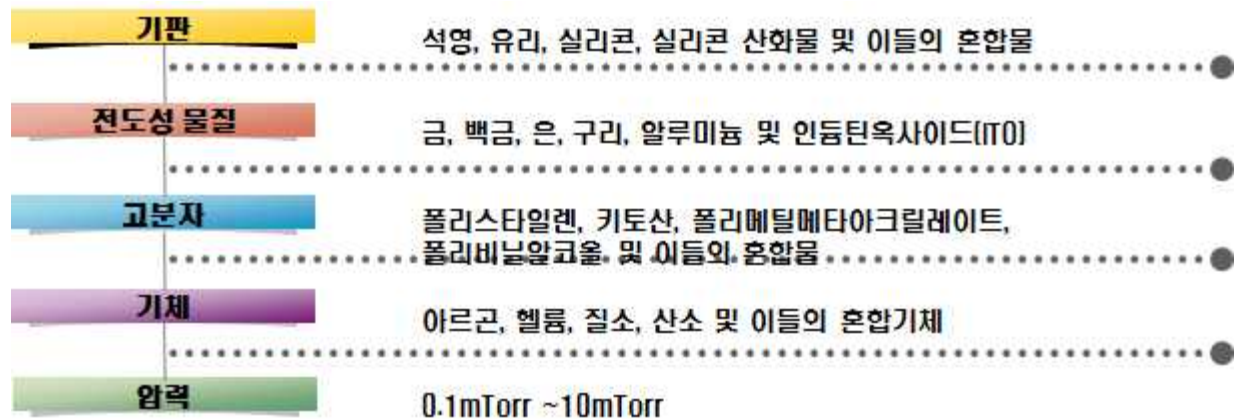 기판
석영, 유리, 실리콘, 실리콘 산화물 및 이들의 혼합물
전도성 물질
금, 백금, 은, 구리, 알루미늄 및 인듐틴옥사이드(ITO)
고분자
폴리스타일렌, 키토산, 폴리메틸메타아크릴레이트,
폴리비닐알코올 및 이들의 혼합물
기체
아르곤, 헬륨, 질소, 산소 및 이들의 혼합기체
압력
0.1mTorr ~10mTorr